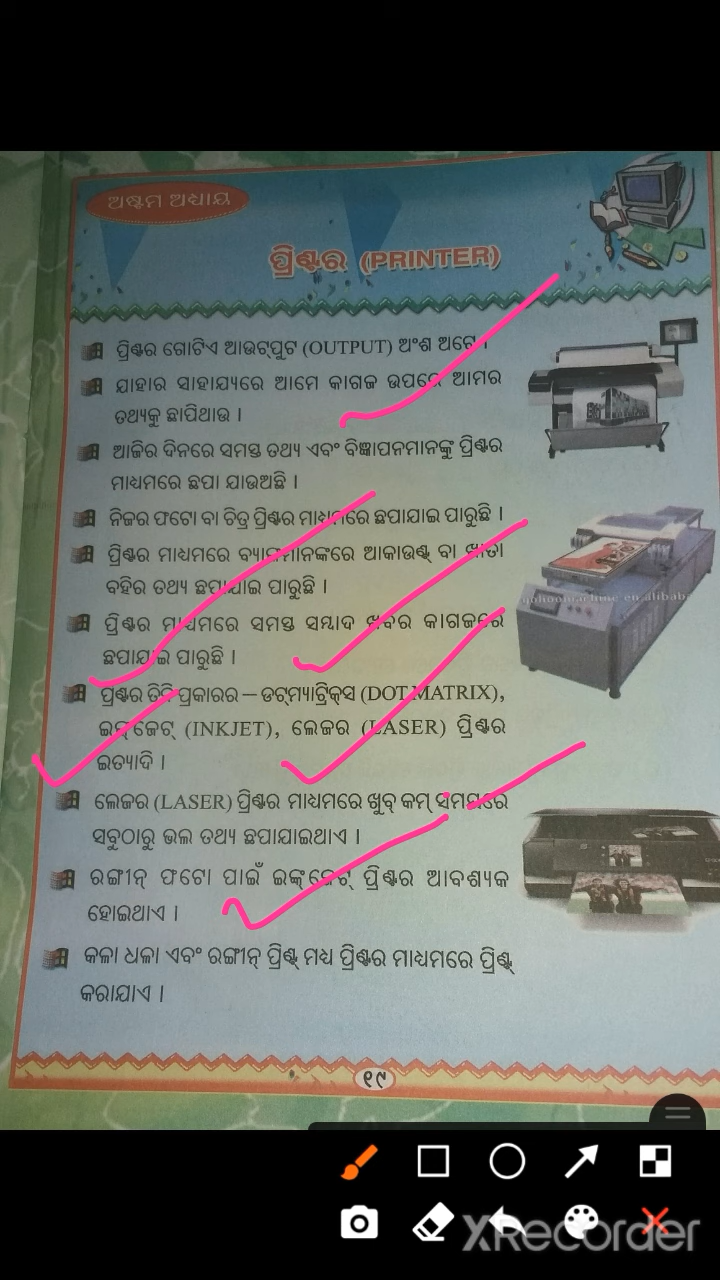 ଅଷ୍ଟମ ଅଧ୍ୟାୟ
ପ୍ରିଣ୍ଟର (PRINTER)
ପ୍ରିଣ୍ଟର ଗୋଟିଏ ଆଉଟ୍‌ପୁଟ (OUTPUT) ଅଂଶ ଅଟେ ।
ଯାହାର ସାହାଯ୍ୟରେ ଆମେ କାଗଜ ଉପରେ ଆମର
ତଥ୍ୟକୁ ଛାପିଥାଉ ।
ଆଜିର ଦିନରେ ସମସ୍ତ ତଥ୍ୟ ଏବଂ ବିଜ୍ଞାପନମାନଙ୍କୁ ପ୍ରିଣ୍ଟର
ମାଧ୍ୟମରେ ଛପା ଯାଉଅଛି ।
ନିଜର ଫଟୋ ବା ଚିତ୍ର ପ୍ରିଣ୍ଟର ମାଧ୍ୟମରେ ଛପାଯାଇ ପାରୁଛି ।
ପ୍ରିଣ୍ଟର ମାଧ୍ୟମରେ ବ୍ୟାଙ୍କମାନଙ୍କରେ ଆକାଉଣ୍ଟ୍ ବା ଖାତା
ବହିର ତଥ୍ୟ ଛପାଯାଇ ପାରୁଛି ।
ପ୍ରିଣ୍ଟର ମାଧ୍ୟମରେ ସମସ୍ତ ସମ୍ବାଦ ଖବର କାଗଜରେ
ଛପାଯାଇ ପାରୁଛି ।
ପ୍ରିଣ୍ଟର ତିନି ପ୍ରକାରର – ଡଟ୍‌ମ୍ୟାଟ୍ରିକ୍ସ (DOT MATRIX),
ଇଙ୍କ୍‌ଜେଟ୍ (INKJET), ଲେଜର (LASER) ପ୍ରିଣ୍ଟର
ଇତ୍ୟାଦି ।
ଲେଜର (LASER) ପ୍ରିଣ୍ଟର ମାଧ୍ୟମରେ ଖୁବ୍ କମ୍ ସମୟରେ
ସବୁଠାରୁ ଭଲ ତଥ୍ୟ ଛପାଯାଇଥାଏ ।
ରଙ୍ଗୀନ୍ ଫଟୋ ପାଇଁ ଇଙ୍କ୍‌ଜେଟ୍ ପ୍ରିଣ୍ଟର ଆବଶ୍ୟକ
ହୋଇଥାଏ ।
କଳା ଧଳା ଏବଂ ରଙ୍ଗୀନ୍ ପ୍ରିଣ୍ଟ୍ ମଧ୍ୟ ପ୍ରିଣ୍ଟର ମାଧ୍ୟମରେ ପ୍ରିଣ୍ଟ୍
କରାଯାଏ ।
୧୯
XRecorder